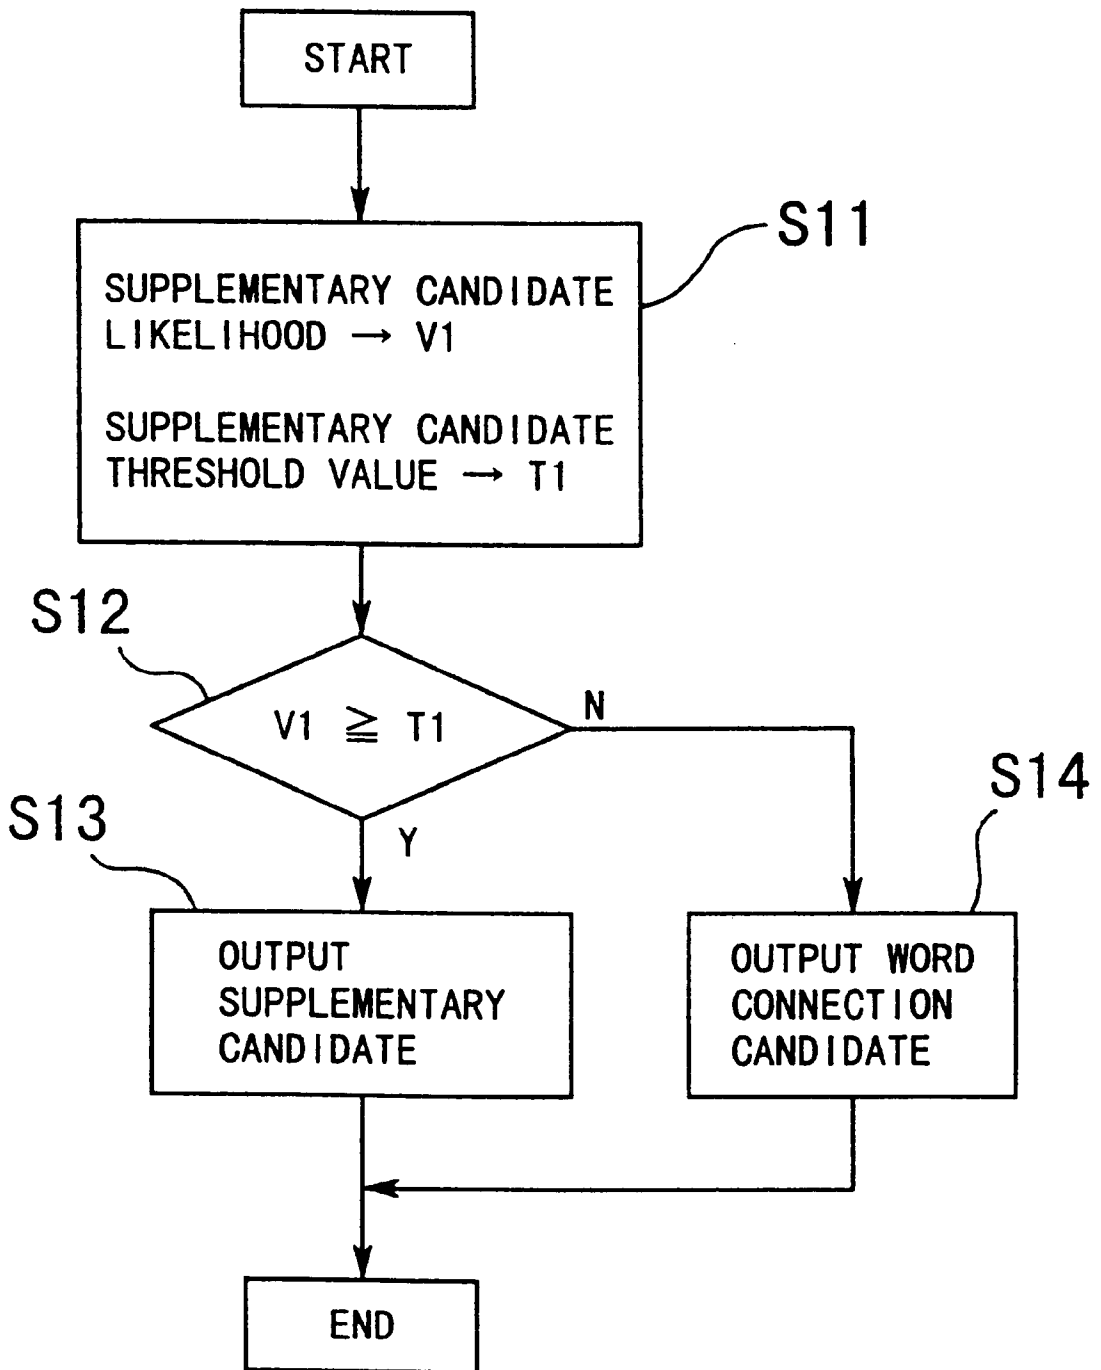 START
S11
SUPPLEMENTARY CANDIDATE
LIKELIHOOD → V1
SUPPLEMENTARY CANDIDATE
THRESHOLD VALUE → T1
S12
V1 ≧ T1
N
Y
S13
OUTPUT
SUPPLEMENTARY
CANDIDATE
S14
OUTPUT WORD
CONNECTION
CANDIDATE
END